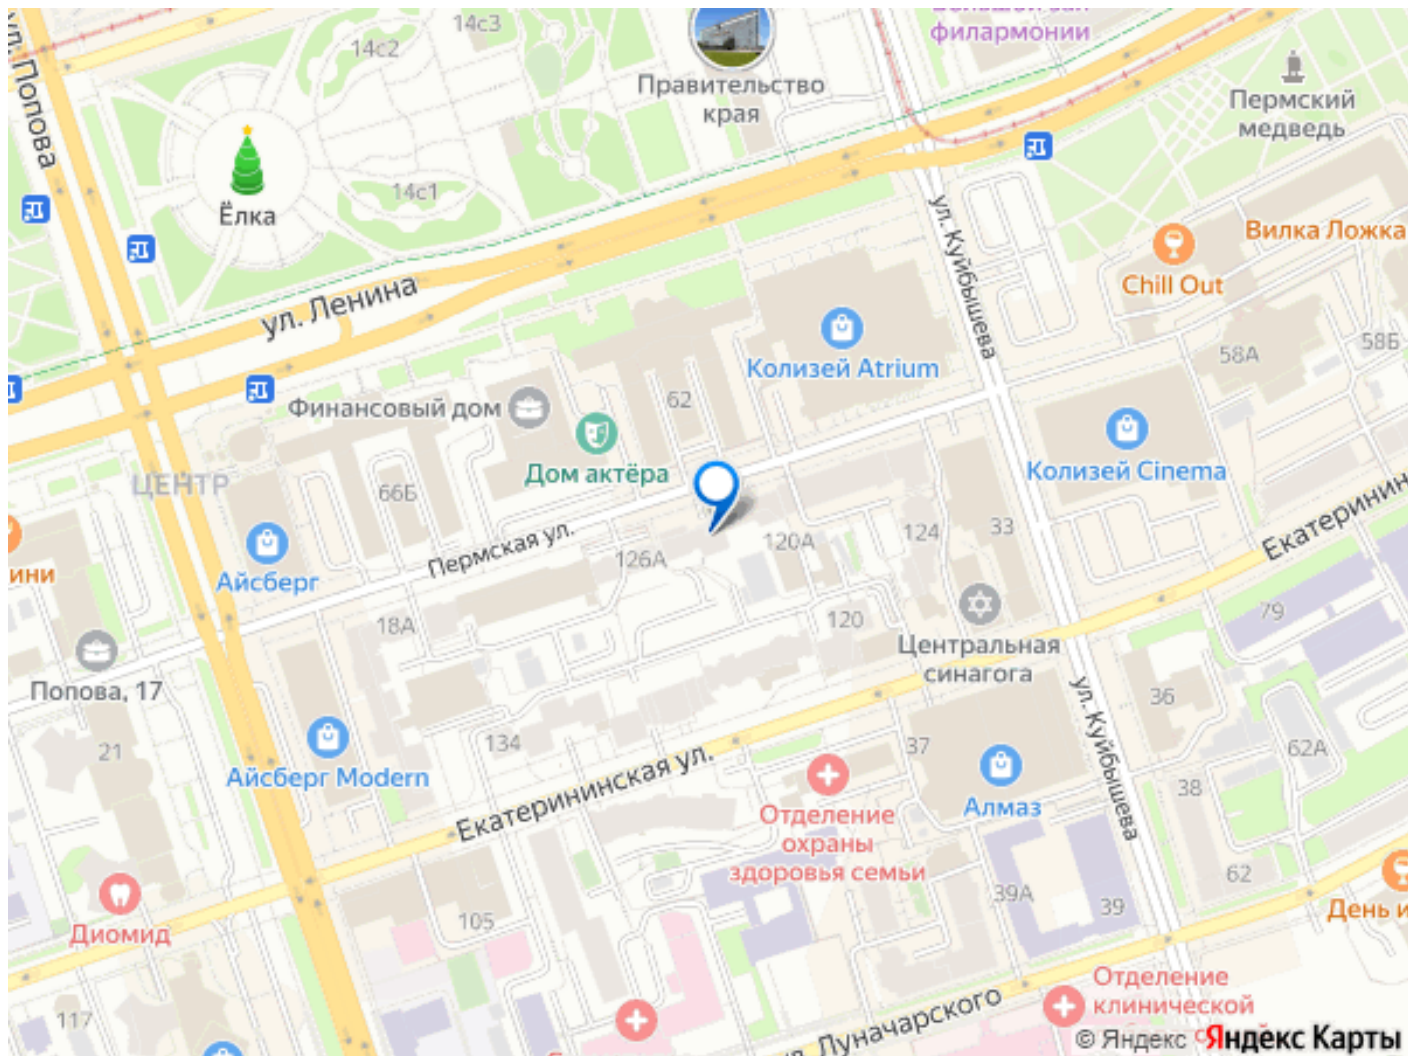 14с3
14с2
филармонии
ул. Попова
Правительство
края
Пермский
медведь
14с1
Ёлка
ул. Куйбышева
Вилка Ложка
Chill Out
ул. Ленина
58Б
58А
Колизей Atrium
62
Финансовый дом
Дом актёра
Колизей Cinema
ЦЕНТР
66Б
Екатеринин
Пермская ул.
124
33
120А
126А
Айсберг
79
120
18А
Центральная
синагога
Попова, 17
ул. Куйбышева
36
134
37
62А
21
Айсберг Modern
Екатерининская ул.
38
Алмаз
Отделение
охраны
здоровья семьи
62
39А
39
День и
105
Диомид
Отделение
клинической
Луначарского
117
© Яндекс Яндекс Карты